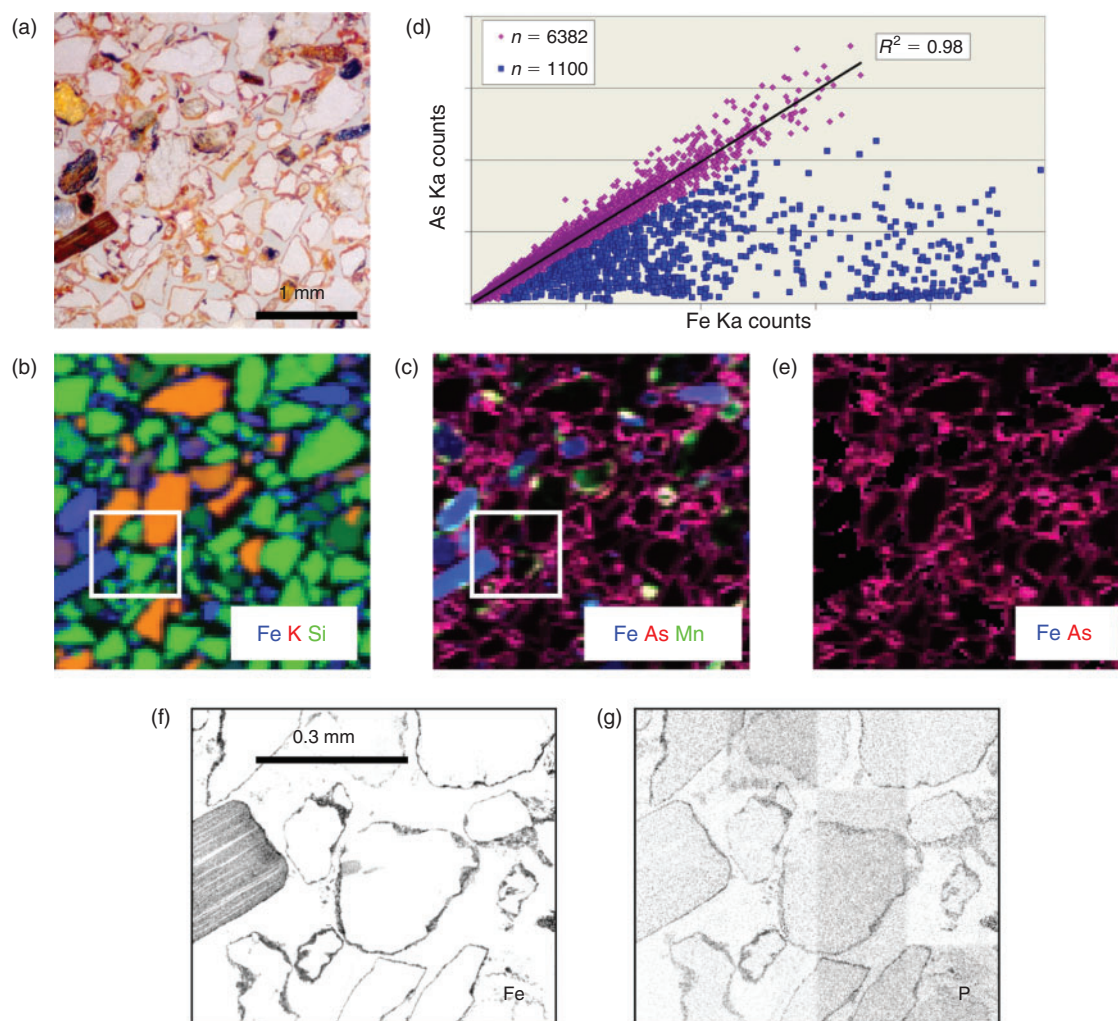 (a)
1 mm
(d)
n = 6382
n = 1100
R² = 0.98
As Ka counts
Fe Ka counts
(b)
Fe K Si
(c)
Fe As Mn
(e)
Fe As
(f)
0.3 mm
Fe
(g)
P